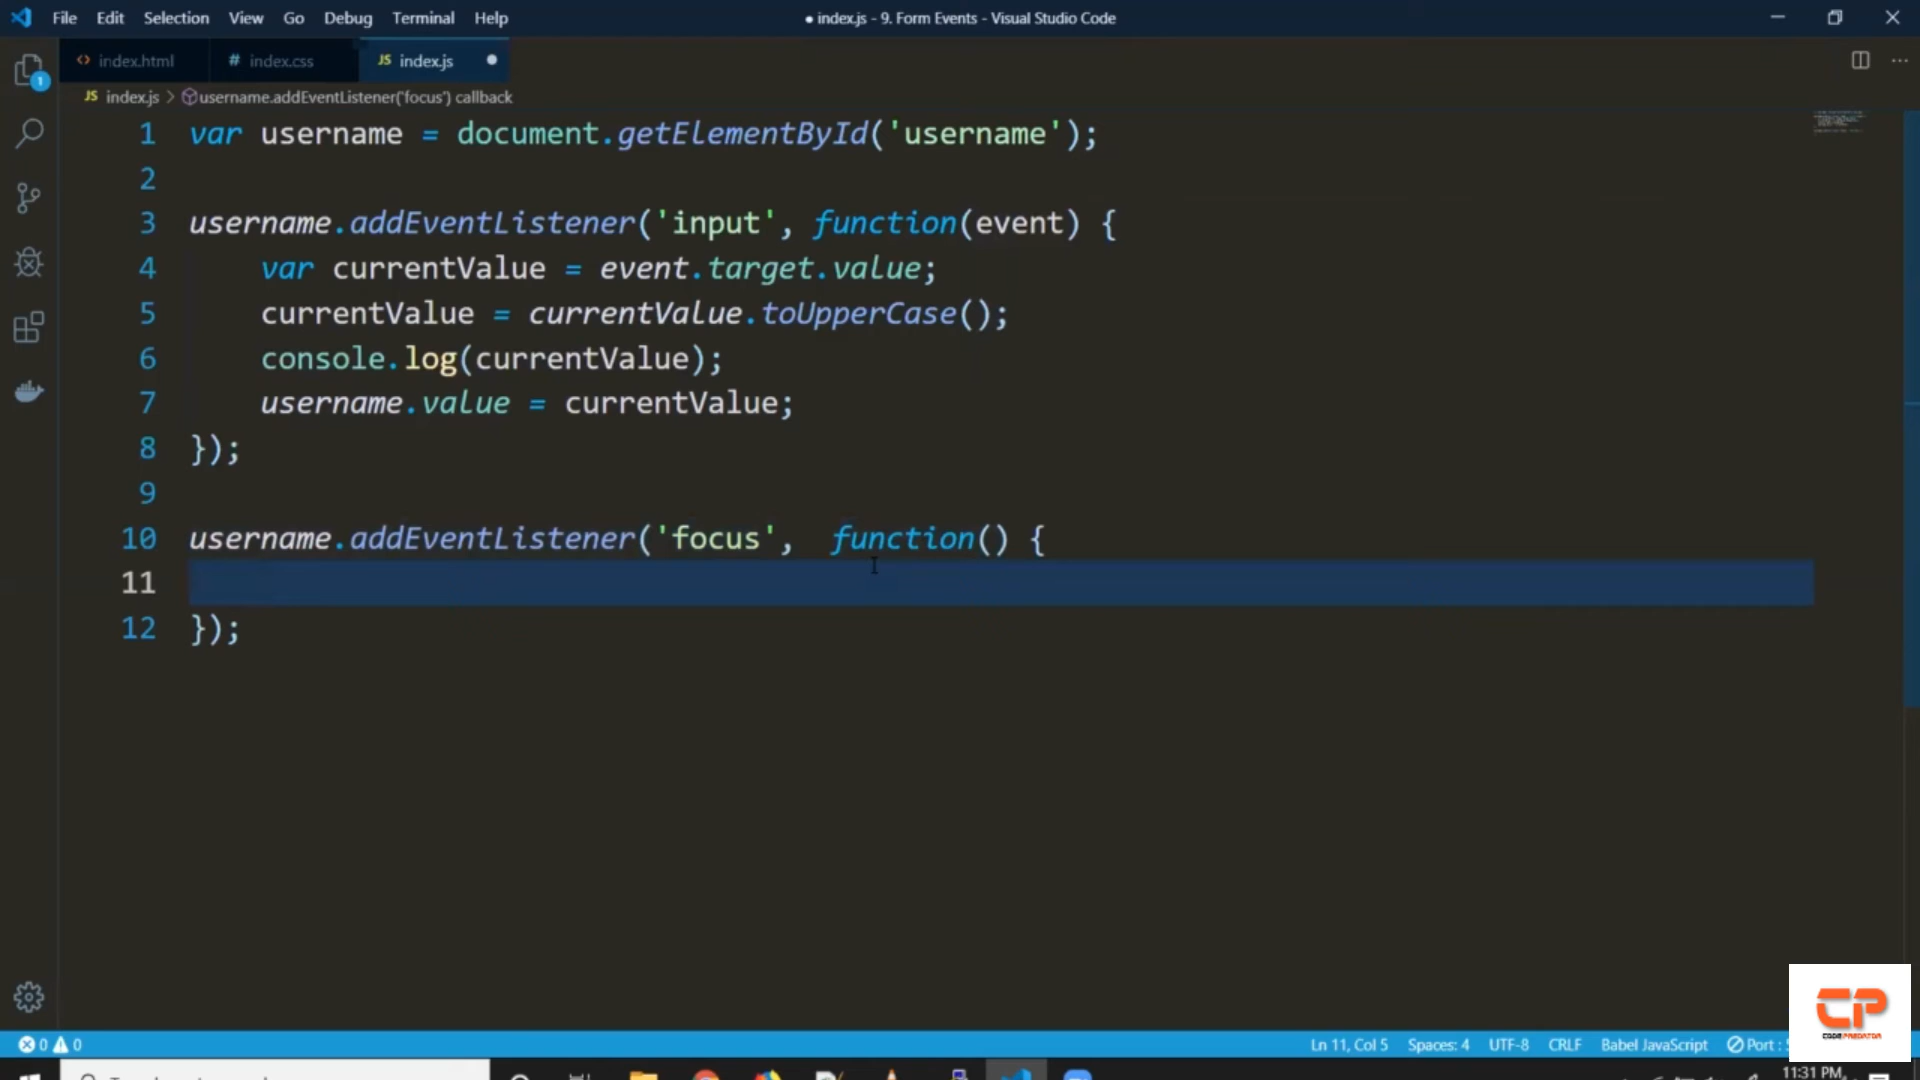 File Edit Selection View Go Debug Terminal Help
● index.js - 9. Form Events - Visual Studio Code
<> index.html # index.css JS index.js ●
JS index.js > username.addEventListener('focus') callback
1 var username = document.getElementById('username');
2
3 username.addEventListener('input', function(event) {
4 var currentValue = event.target.value;
5 currentValue = currentValue.toUpperCase();
6 console.log(currentValue);
7 username.value = currentValue;
8 });
9
10 username.addEventListener('focus',  function() {
11
12 });
1
CP
CODEPREDATOR
0 0 Ln 11, Col 5 Spaces: 4 UTF-8 CRLF Babel JavaScript Port :
11:31 PM